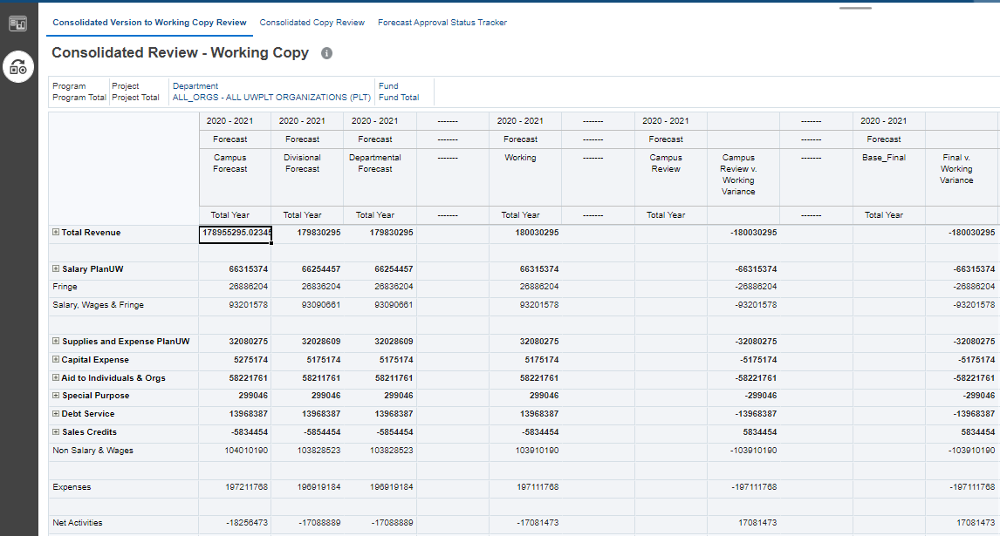 Consolidated Version to Working Copy Review Consolidated Copy Review Forecast Approval Status Tracker
Consolidated Review - Working Copy
Program Project Department Fund
Program Total Project Total ALL_ORGS - ALL UWPLT ORGANIZATIONS (PLT) Fund Total
2020 - 2021 2020 - 2021 2020 - 2021 ------- 2020 - 2021 ------- 2020 - 2021 ------- 2020 - 2021
Forecast Forecast Forecast ------- Forecast ------- Forecast ------- Forecast
Campus Divisional Departmental ------- Working ------- Campus Campus ------- Base_Final Final v.
Forecast Forecast Forecast Review Review v. Working
Working Variance
Variance
Total Year Total Year Total Year ------- Total Year ------- Total Year ------- Total Year
Total Revenue 178955295.0234 179830295 179830295 180030295 -180030295 -180030295
Salary PlanUW 66315374 66254457 66254457 66315374 -66315374 -66315374
Fringe 26886204 26836204 26836204 26886204 -26886204 -26886204
Salary, Wages & Fringe 93201578 93090661 93090661 93201578 -93201578 -93201578
Supplies and Expense PlanUW 32080275 32028609 32028609 32080275 -32080275 -32080275
Capital Expense 5275174 5175174 5175174 5175174 -5175174 -5175174
Aid to Individuals & Orgs 58221761 58211761 58211761 58221761 -58221761 -58221761
Special Purpose 299046 299046 299046 299046 -299046 -299046
Debt Service 13968387 13968387 13968387 13968387 -13968387 -13968387
Sales Credits -5834454 -5854454 -5854454 -5834454 5834454 5834454
Non Salary & Wages 104010190 103828523 103828523 103910190 -103910190 -103910190
Expenses 197211768 196919184 196919184 197111768 -197111768 -197111768
Net Activities -18256473 -17088889 -17088889 -17081473 17081473 17081473